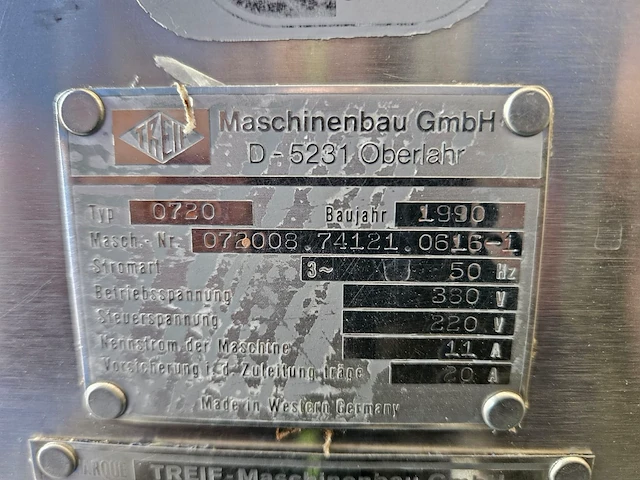 TREIF
Maschinenbau GmbH
D-5231 Oberlahr
Typ 0720 Baujahr 1990
Masch.-Nr. 072008.74121.0616-1
Stromart 3~ 50 Hz
Betriebsspannung 380 V
Steuerspannung 220 V
Nennstrom der Maschine 11 A
Vorsicherung i.d. Zuleitung träge 20 A
Made in Western Germany
TREIF-Maschinenbau GmbH